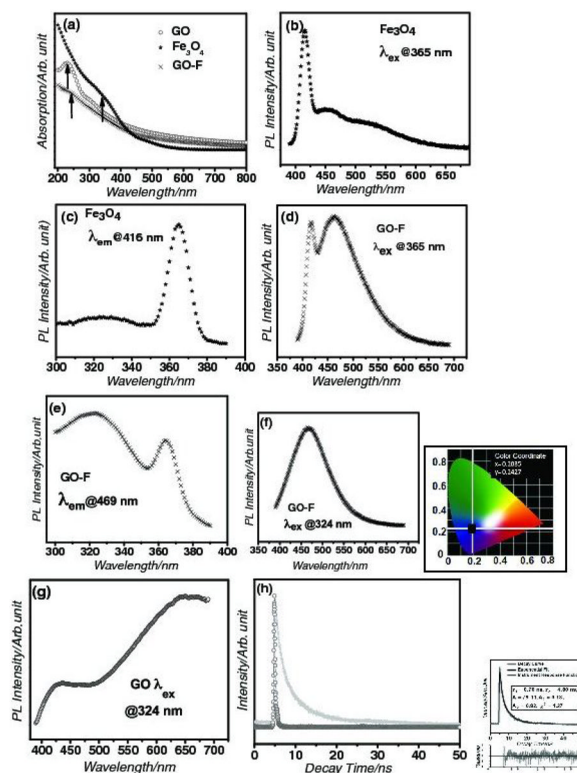 (a)
GO
Fe3O4
GO-F
Absorption/Arb. unit
200 300 400 500 600 700 800
Wavelength/nm
(b)
Fe3O4
λex@365 nm
PL Intensity/Arb. unit
400 450 500 550 600 650
Wavelength/nm
(c)
Fe3O4
λem@416 nm
PL Intensity/Arb. unit)
300 320 340 360 380 400
Wavelength/nm
(d)
GO-F
λex@365 nm
PL Intensity/Arb. unit
350 400 450 500 550 600 650 700
Wavelength/nm
(e)
GO-F
λem@469 nm
PL Intensity/Arb.unit
300 320 340 360 380 400
Wavelength/nm
(f)
GO-F
λex@324 nm
PL Intensity/Arb.unit
350 400 450 500 550 600 650 700
Wavelength/nm
Color Coordinate
0.8
0.6
0.4
0.2
0.0
0.0 0.2 0.4 0.6 0.8
(g)
GO λex
@324 nm
PL Intensity/Arb. unit
400 450 500 550 600 650 700
Wavelength/nm
(h)
Intensity/Arb. unit
0 10 20 30 40 50
Decay Time/ns